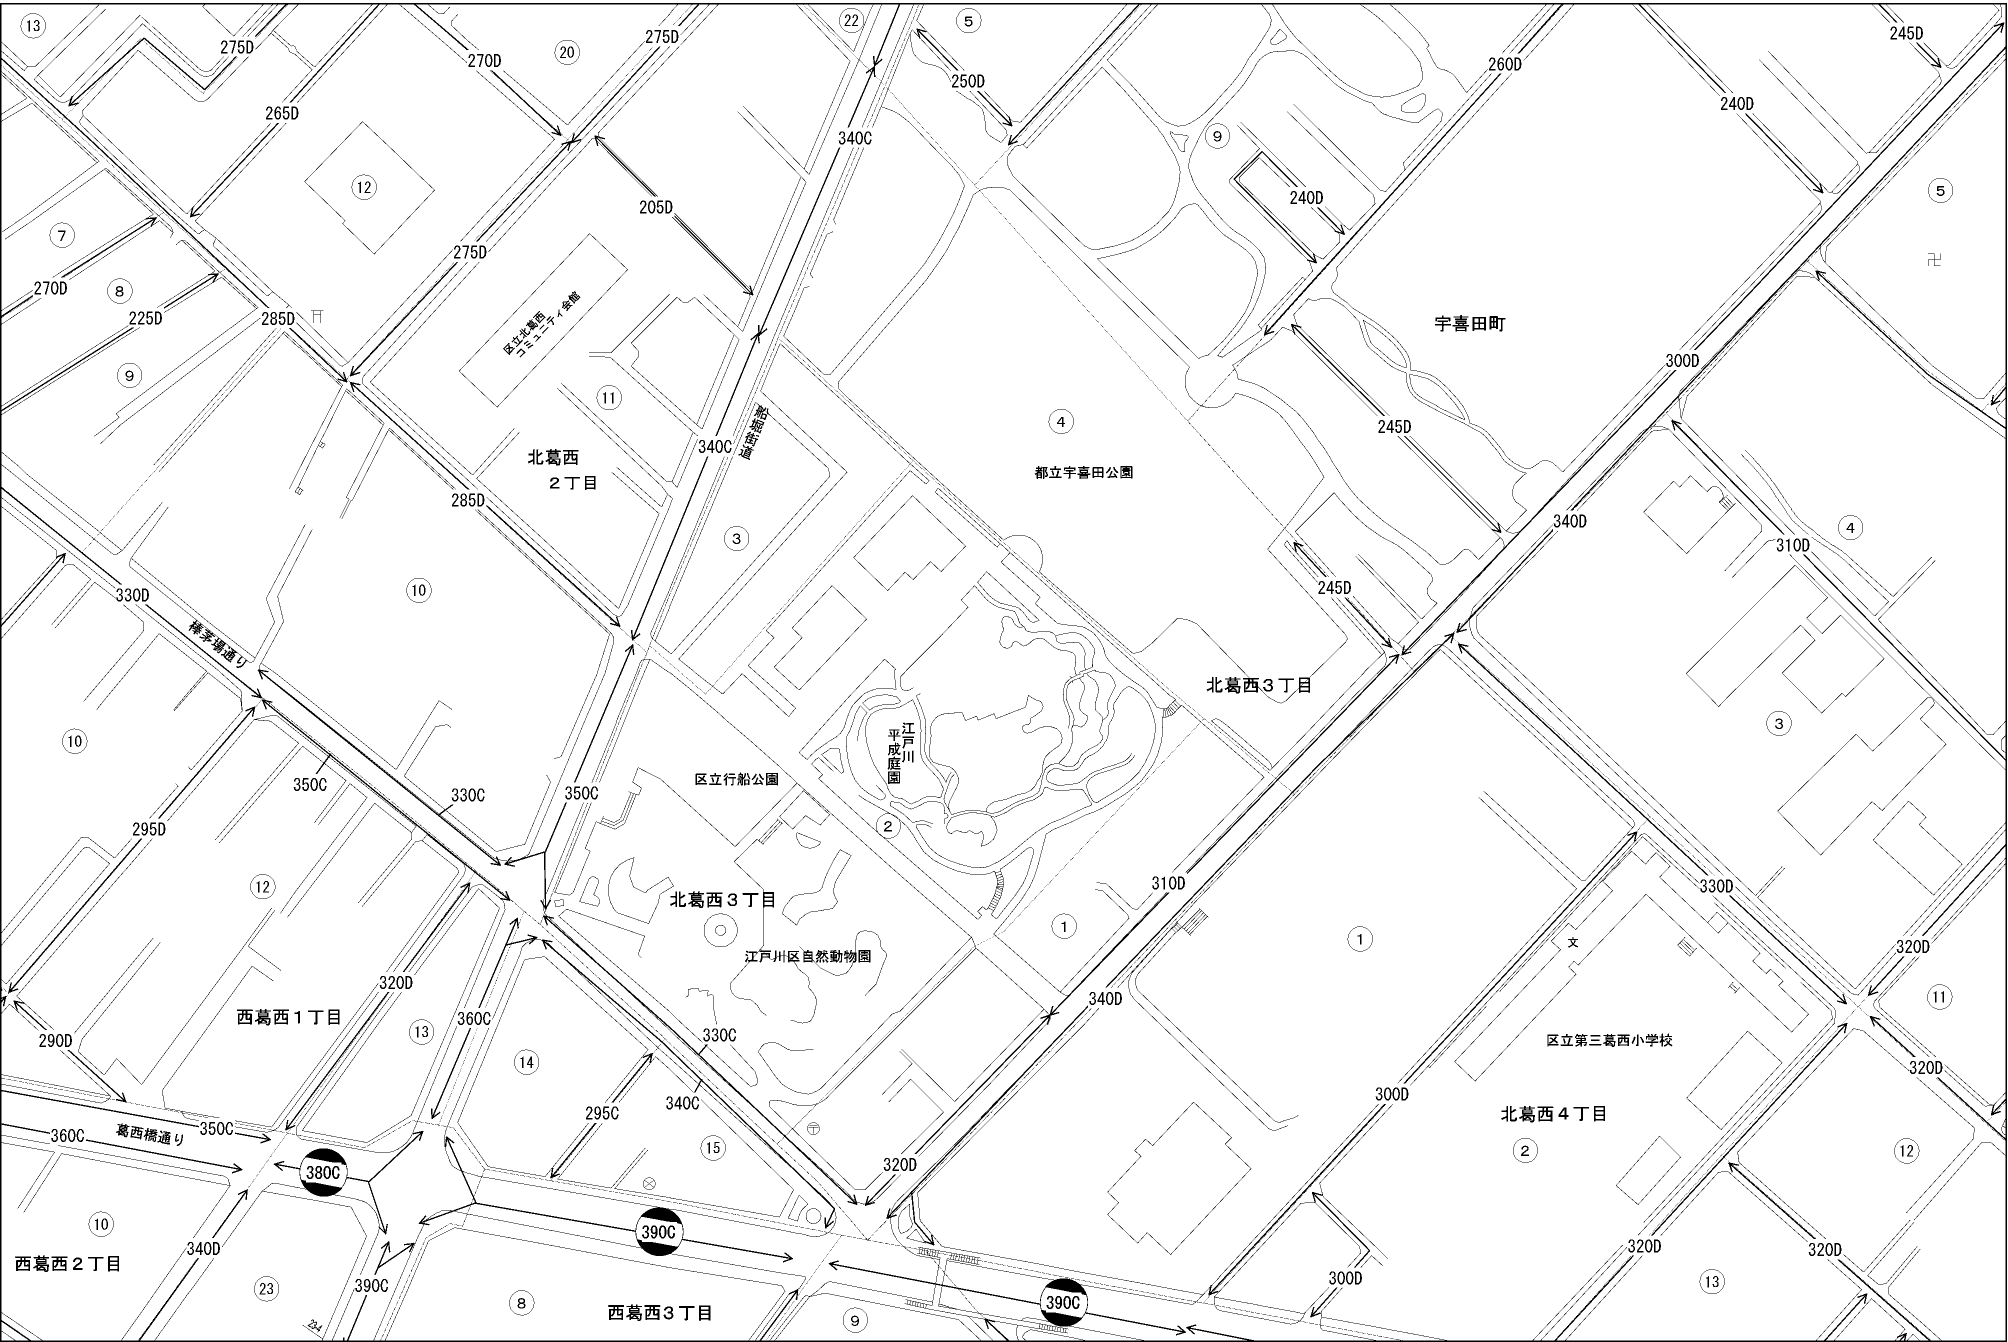 13
275D
270D
20
275D
22
5
260D
245D
250D
265D
340C
9
240D
12
205D
240D
5
7
275D
270D
8
225D
285D
区立北葛西
コミュニティ会館
宇喜田町
9
11
船堀街道
340C
4
300D
245D
北葛西
2丁目
都立宇喜田公園
285D
3
340D
4
310D
10
245D
330D
棒茅場通り
北葛西3丁目
3
10
江戸川
平成庭園
区立行船公園
350C
330C
350C
295D
2
12
310D
330D
北葛西3丁目
1
1
文
320D
江戸川区自然動物園
320D
340D
11
西葛西1丁目
360C
13
290D
330C
区立第三葛西小学校
14
340C
320D
300D
295C
北葛西4丁目
葛西橋通り
350C
360C
15
2
12
380C
320D
10
390C
340D
西葛西2丁目
320D
320D
390C
300D
13
23
8
390C
西葛西3丁目
9
23-4